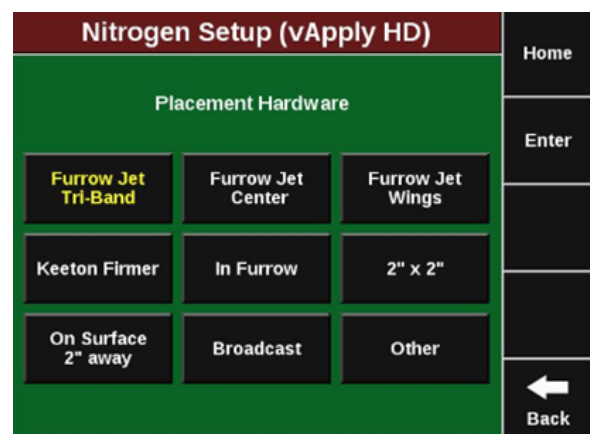 Nitrogen Setup (vApply HD)
Home
Placement Hardware
Enter
Furrow Jet
Tri-Band
Furrow Jet
Center
Furrow Jet
Wings
Keeton Firmer
In Furrow
2" x 2"
On Surface
2" away
Broadcast
Other
Back